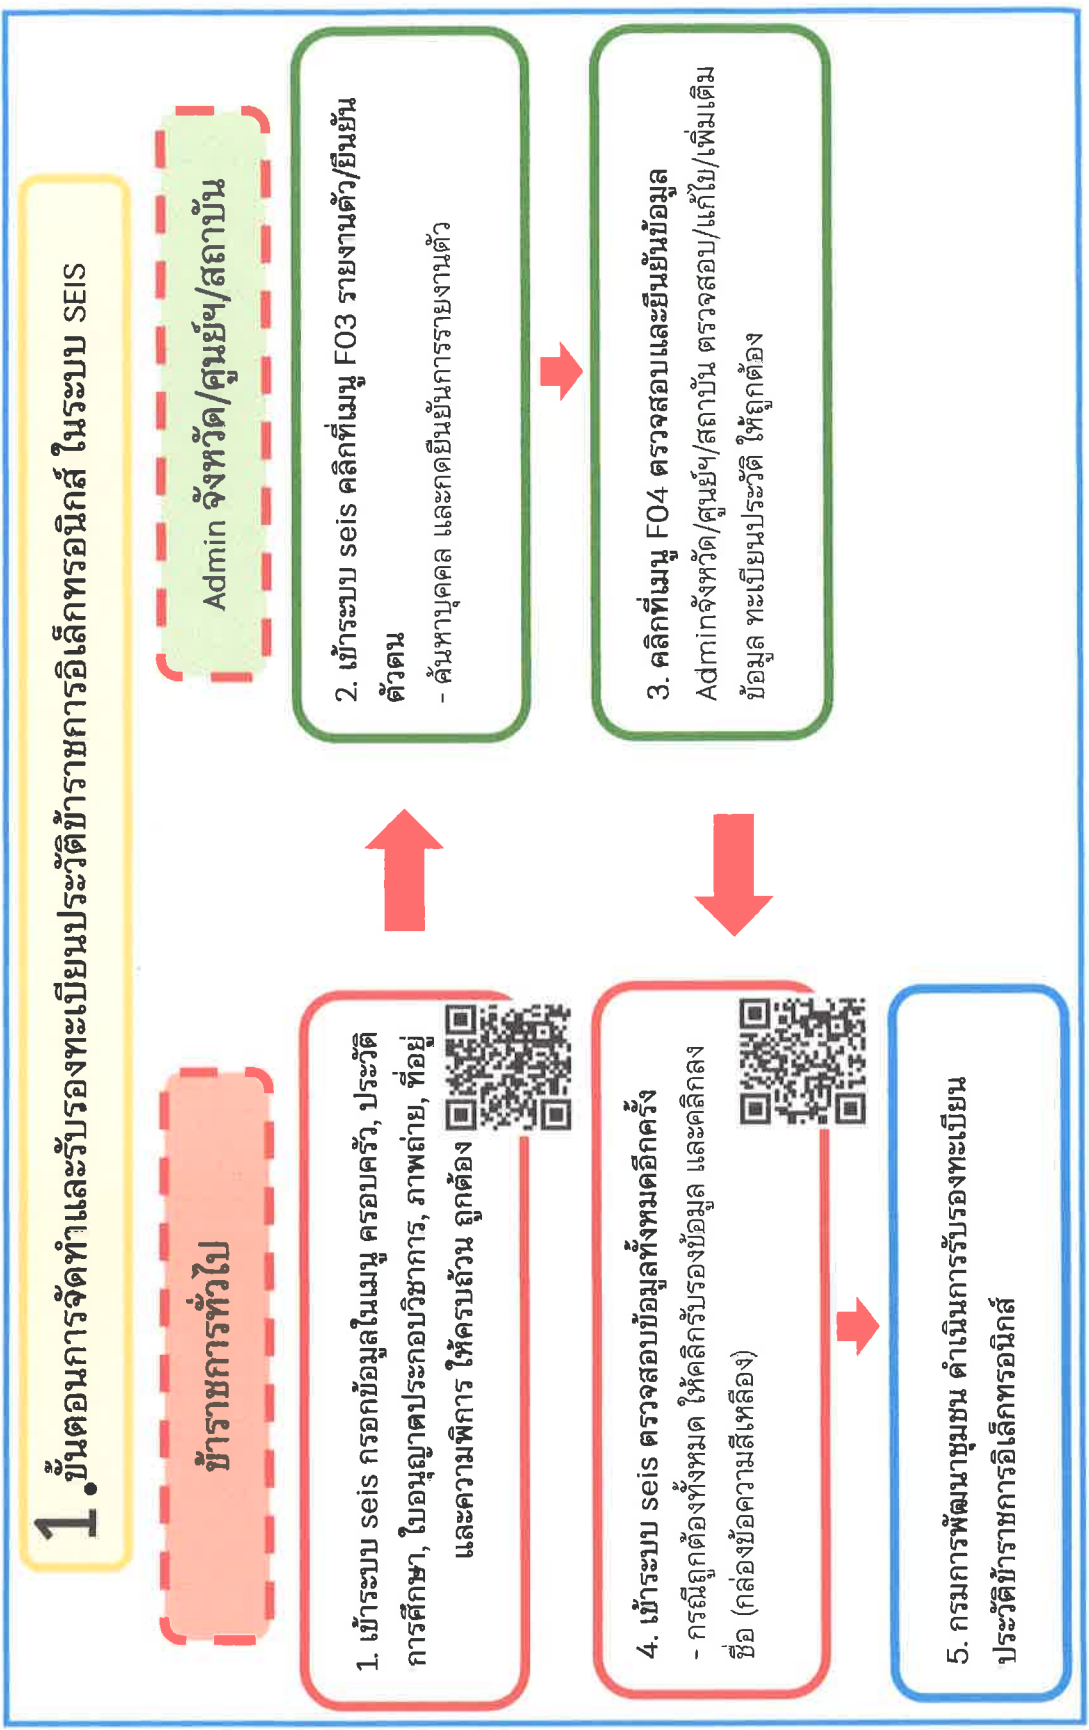 1.ขั้นตอนการจัดทำและรับรองทะเบียนประวัติข้าราชการอิเล็กทรอนิกส์ ในระบบ SEIS
ข้าราชการทั่วไป
Admin จังหวัด/ศูนย์ฯ/สถาบัน
1. เข้าระบบ seis กรอกข้อมูลในเมนู ครอบครัว, ประวัติ
การศึกษา, ใบอนุญาตประกอบวิชาการ, ภาพถ่าย, ที่อยู่
และความพิการ ให้ครบถ้วน ถูกต้อง
2. เข้าระบบ seis คลิกที่เมนู F03 รายงานตัว/ยืนยัน
ตัวตน
- ค้นหาบุคคล และกดยืนยันการรายงานตัว
3. คลิกที่เมนู F04 ตรวจสอบและยืนยันข้อมูล
Adminจังหวัด/ศูนย์ฯ/สถาบัน ตรวจสอบ/แก้ไข/เพิ่มเติม
ข้อมูล ทะเบียนประวัติ ให้ถูกต้อง
4. เข้าระบบ seis ตรวจสอบข้อมูลทั้งหมดอีกครั้ง
- กรณีถูกต้องทั้งหมด ให้คลิกรับรองข้อมูล และคลิกลง
ชื่อ (กล่องข้อความสีเหลือง)
5. กรมการพัฒนาชุมชน ดำเนินการรับรองทะเบียน
ประวัติข้าราชการอิเล็กทรอนิกส์